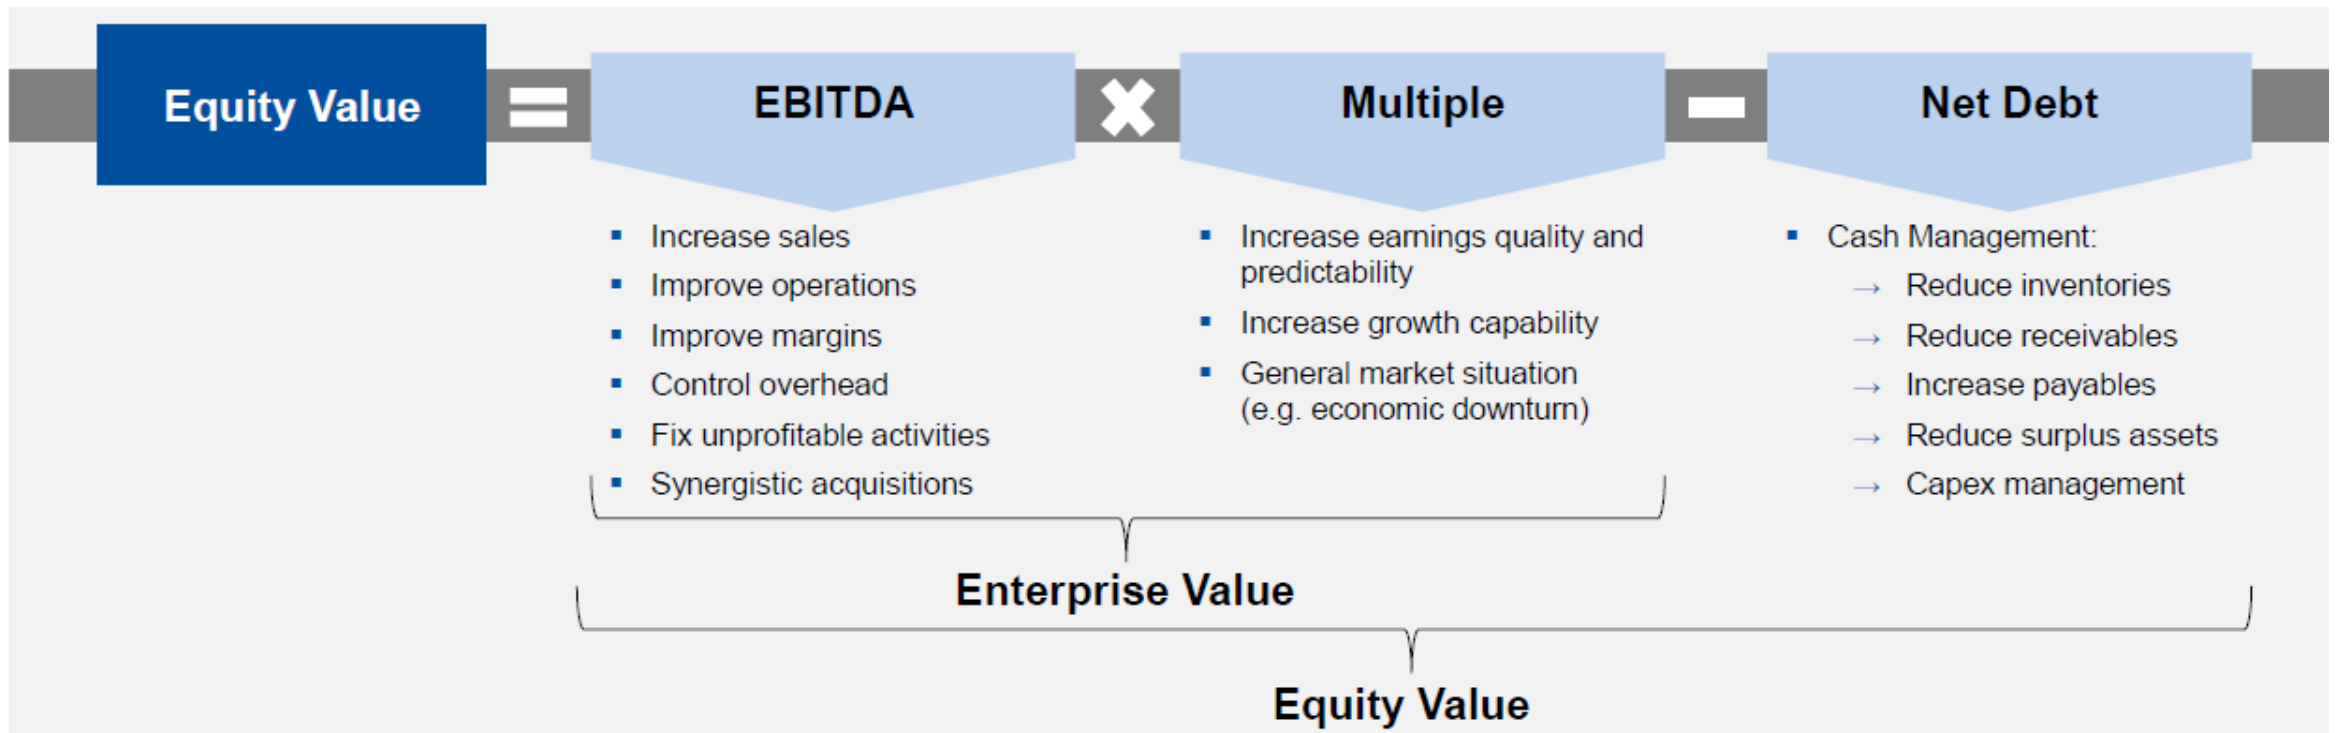 Equity Value = EBITDA × Multiple − Net Debt
▪ Increase sales
▪ Improve operations
▪ Improve margins
▪ Control overhead
▪ Fix unprofitable activities
▪ Synergistic acquisitions
▪ Increase earnings quality and
predictability
▪ Increase growth capability
▪ General market situation
(e.g. economic downturn)
▪ Cash Management:
→ Reduce inventories
→ Reduce receivables
→ Increase payables
→ Reduce surplus assets
→ Capex management
Enterprise Value
Equity Value